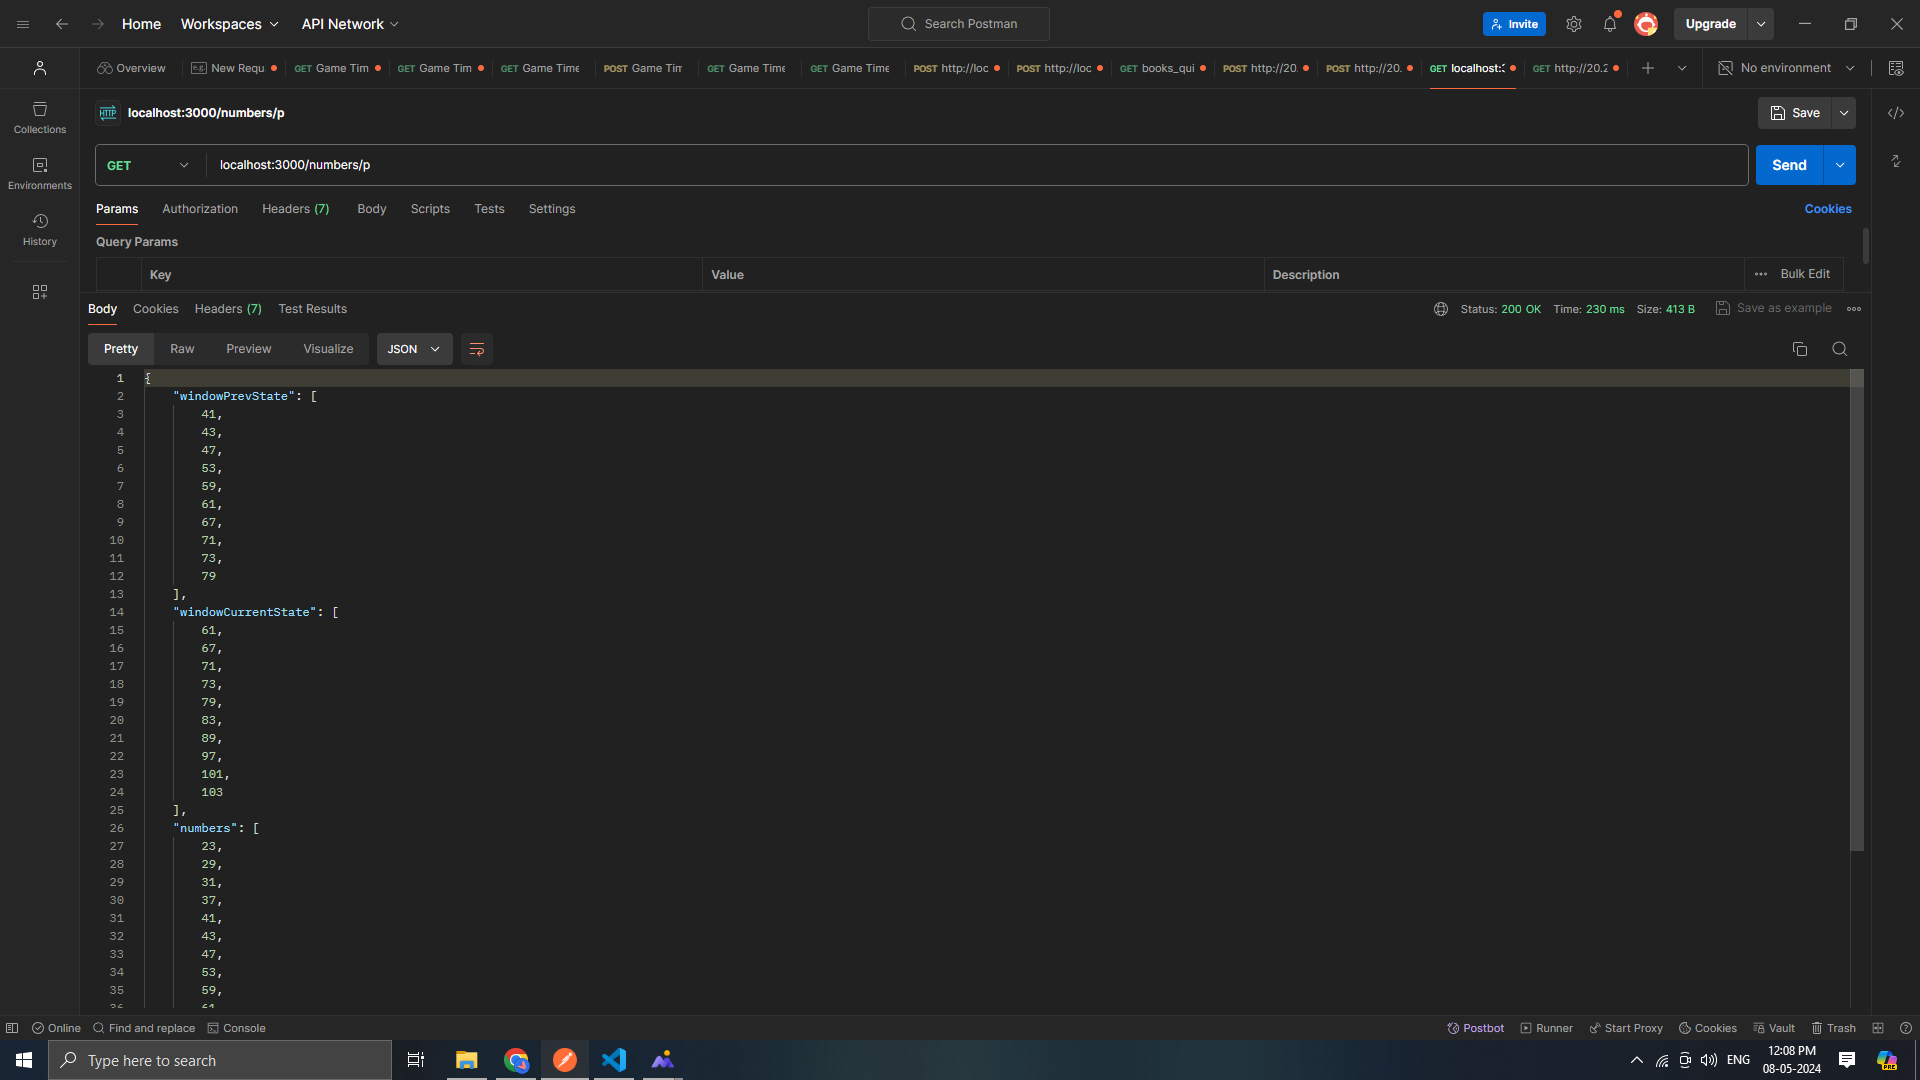 Home Workspaces API Network Search Postman Invite Upgrade
Overview New Requ GET Game Tim GET Game Tim GET Game Time POST Game Tim GET Game Time GET Game Time POST http://loc POST http://loc GET books_qui POST http://20. POST http://20. GET localhost: GET http://20.2 No environment
HTTP localhost:3000/numbers/p Save
GET localhost:3000/numbers/p Send
Params Authorization Headers (7) Body Scripts Tests Settings Cookies
Query Params
Key Value Description Bulk Edit
Collections
Environments
History
Body Cookies Headers (7) Test Results Status: 200 OK Time: 230 ms Size: 413 B Save as example
Pretty Raw Preview Visualize JSON
1 {
2 "windowPrevState": [
3 41,
4 43,
5 47,
6 53,
7 59,
8 61,
9 67,
10 71,
11 73,
12 79
13 ],
14 "windowCurrentState": [
15 61,
16 67,
17 71,
18 73,
19 79,
20 83,
21 89,
22 97,
23 101,
24 103
25 ],
26 "numbers": [
27 23,
28 29,
29 31,
30 37,
31 41,
32 43,
33 47,
34 53,
35 59,
36 61
Online Find and replace Console Postbot Runner Start Proxy Cookies Vault Trash
Type here to search ENG 12:08 PM
08-05-2024